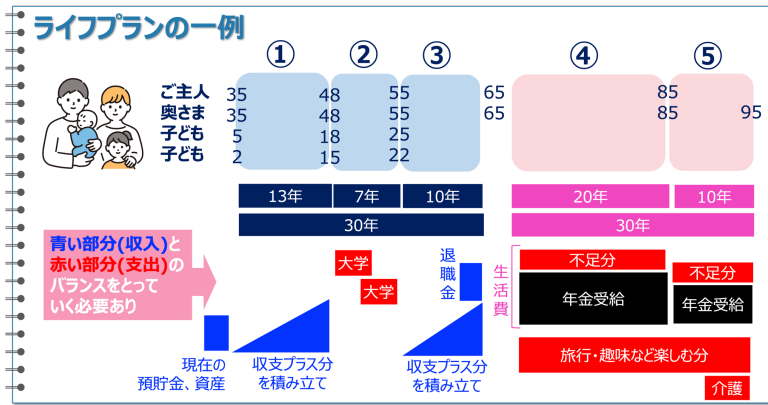 ライフプランの一例
① ② ③ ④ ⑤
ご主人 35 48 55 65 85
奥さま 35 48 55 65 85 95
子ども 5 18 25
子ども 2 15 22
13年 7年 10年 20年 10年
30年 30年
青い部分(収入)と
赤い部分(支出)の
バランスをとって
いく必要あり
現在の
預貯金、資産
収支プラス分
を積み立て
大学
大学
退職金
収支プラス分
を積み立て
生活費
不足分
年金受給
不足分
年金受給
旅行・趣味など楽しむ分
介護